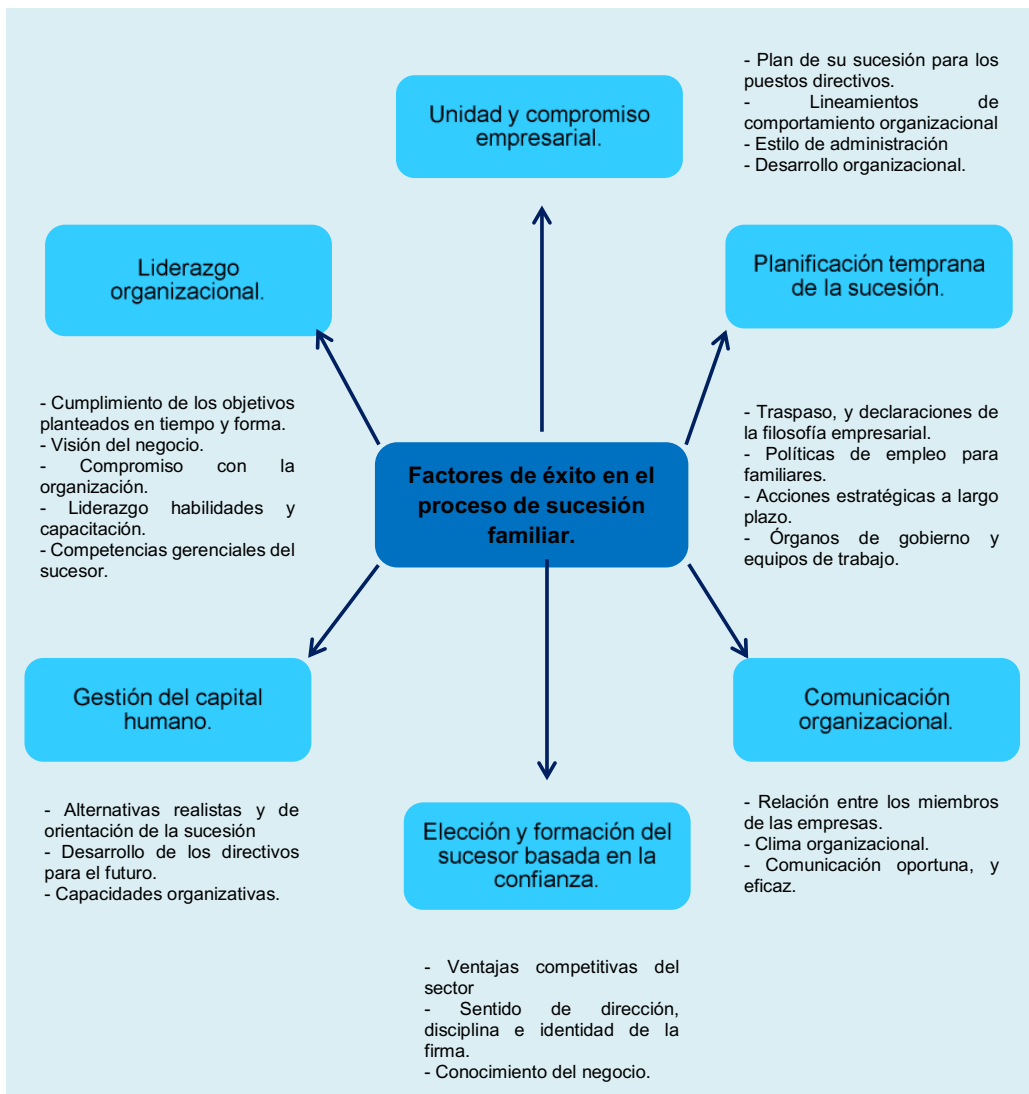 Unidad y compromiso
empresarial.
- Plan de su sucesión para los
puestos directivos.
- Lineamientos de
comportamiento organizacional
- Estilo de administración
- Desarrollo organizacional.
Liderazgo
organizacional.
Planificación temprana
de la sucesión.
- Cumplimiento de los objetivos
planteados en tiempo y forma.
- Visión del negocio.
- Compromiso con la
organización.
- Liderazgo habilidades y
capacitación.
- Competencias gerenciales del
sucesor.
Factores de éxito en el
proceso de sucesión
familiar.
- Traspaso, y declaraciones de
la filosofía empresarial.
- Políticas de empleo para
familiares.
- Acciones estratégicas a largo
plazo.
- Órganos de gobierno y
equipos de trabajo.
Gestión del capital
humano.
Comunicación
organizacional.
- Alternativas realistas y de
orientación de la sucesión
- Desarrollo de los directivos
para el futuro.
- Capacidades organizativas.
Elección y formación del
sucesor basada en la
confianza.
- Relación entre los miembros
de las empresas.
- Clima organizacional.
- Comunicación oportuna, y
eficaz.
- Ventajas competitivas del
sector
- Sentido de dirección,
disciplina e identidad de la
firma.
- Conocimiento del negocio.